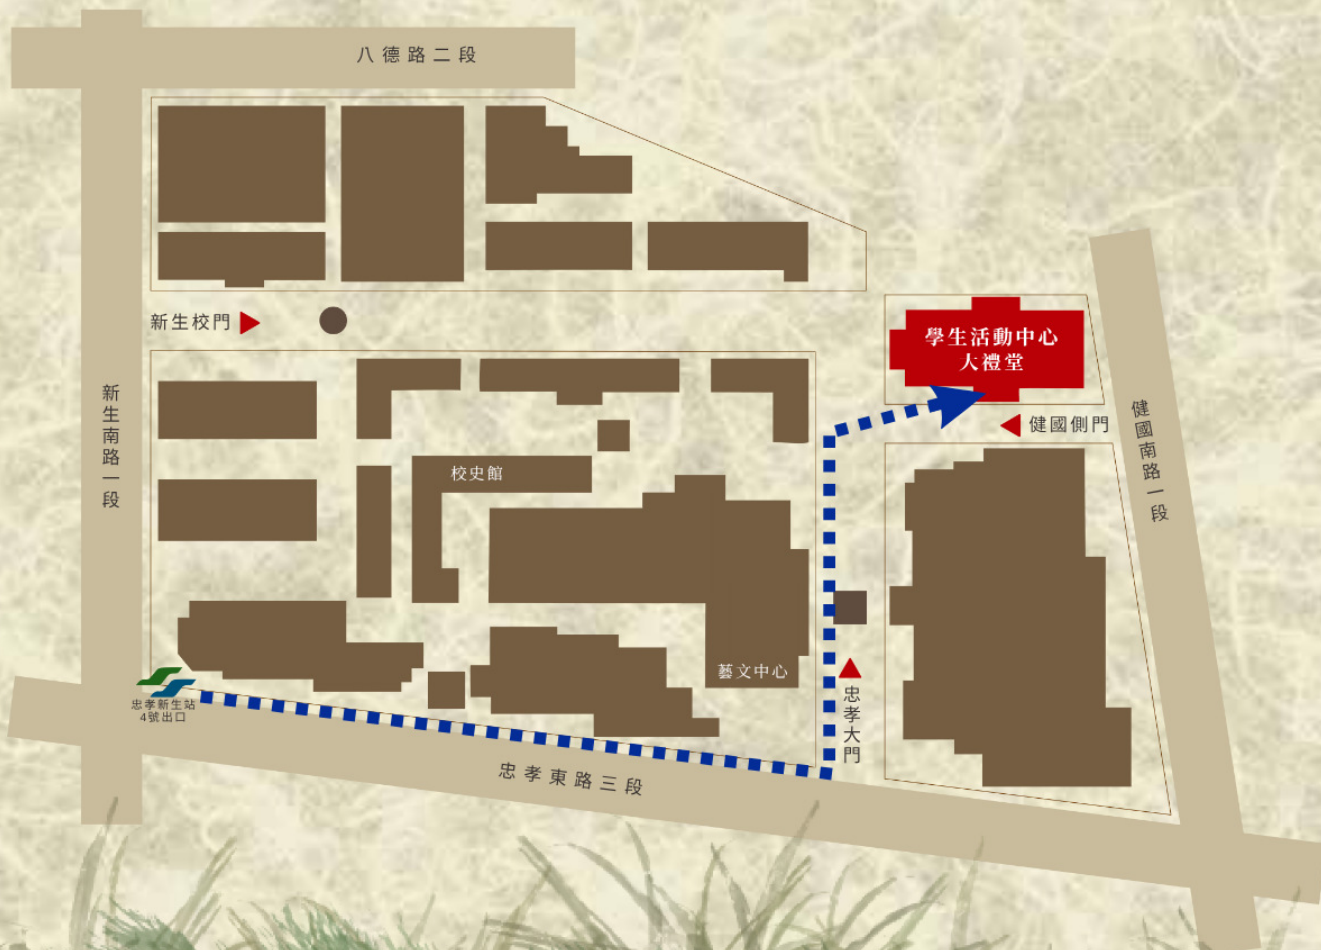 八德路二段
新生校門
學生活動中心
大禮堂
健國側門
新生南路一段
健國南路一段
校史館
藝文中心
忠孝新生站
4號出口
忠孝大門
忠孝東路三段